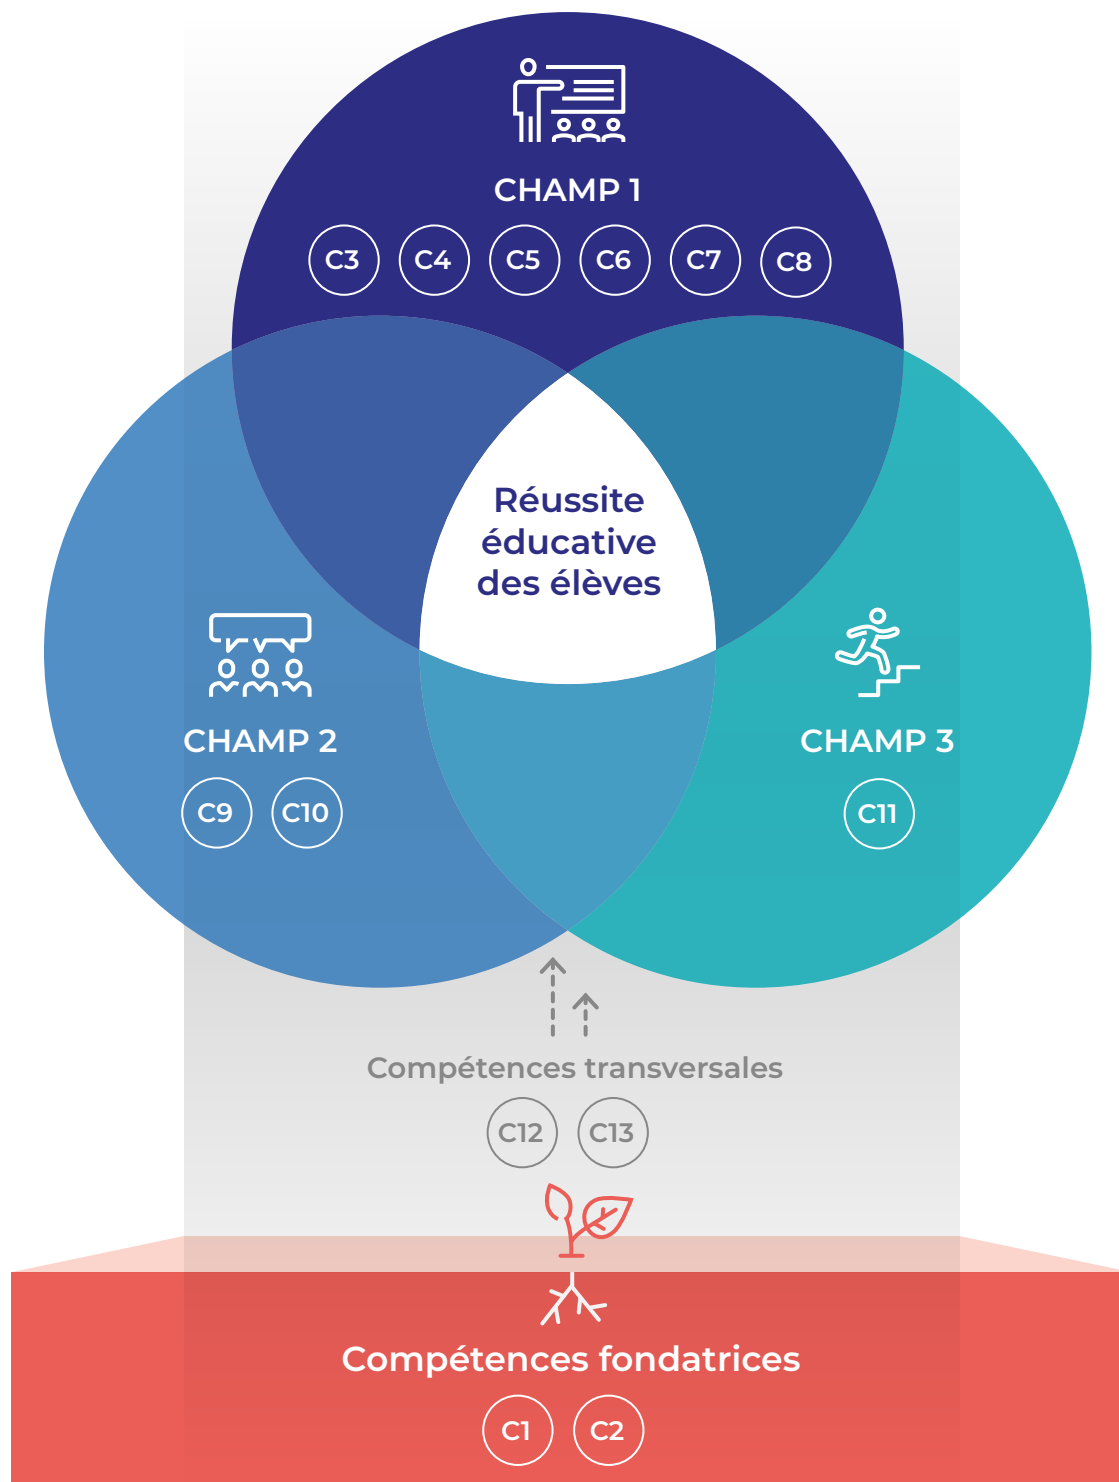 CHAMP 1
C3 C4 C5 C6 C7 C8
Réussite
éducative
des élèves
CHAMP 2
C9 C10
CHAMP 3
C11
Compétences transversales
C12 C13
Compétences fondatrices
C1 C2